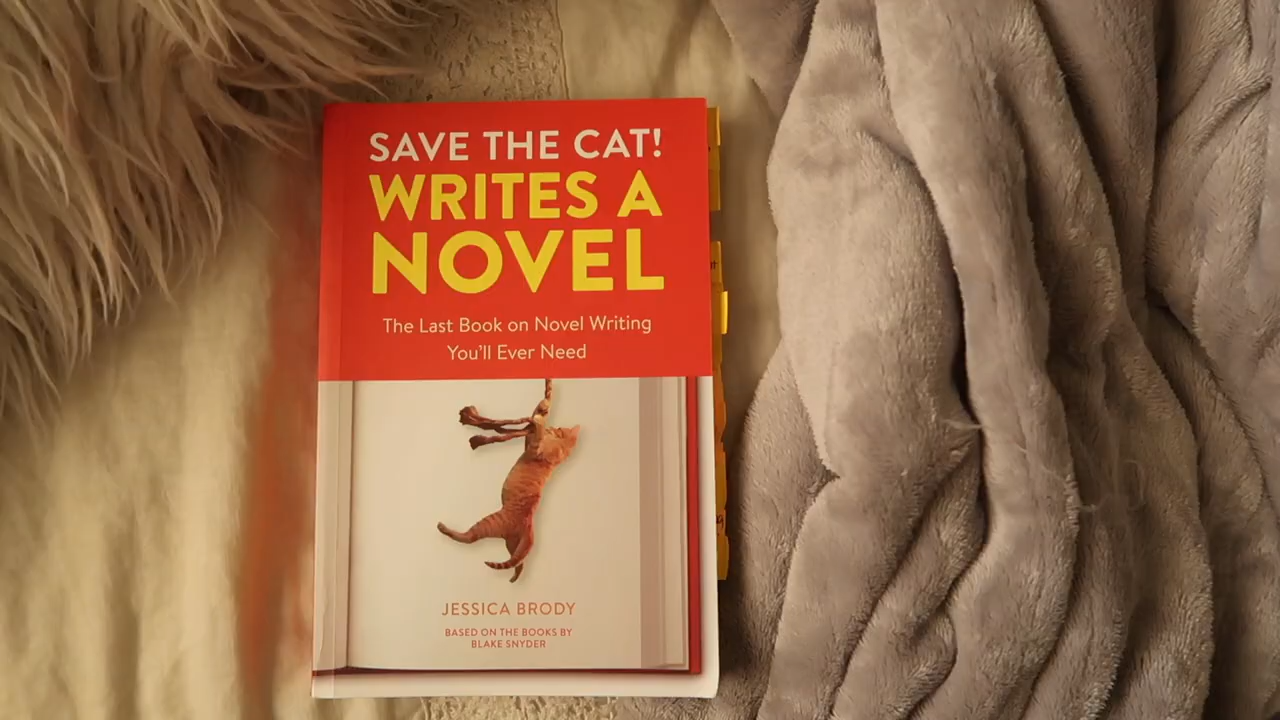 SAVE THE CAT!
WRITES A
NOVEL
The Last Book on Novel Writing
You'll Ever Need
JESSICA BRODY
BASED ON THE BOOKS BY
BLAKE SNYDER